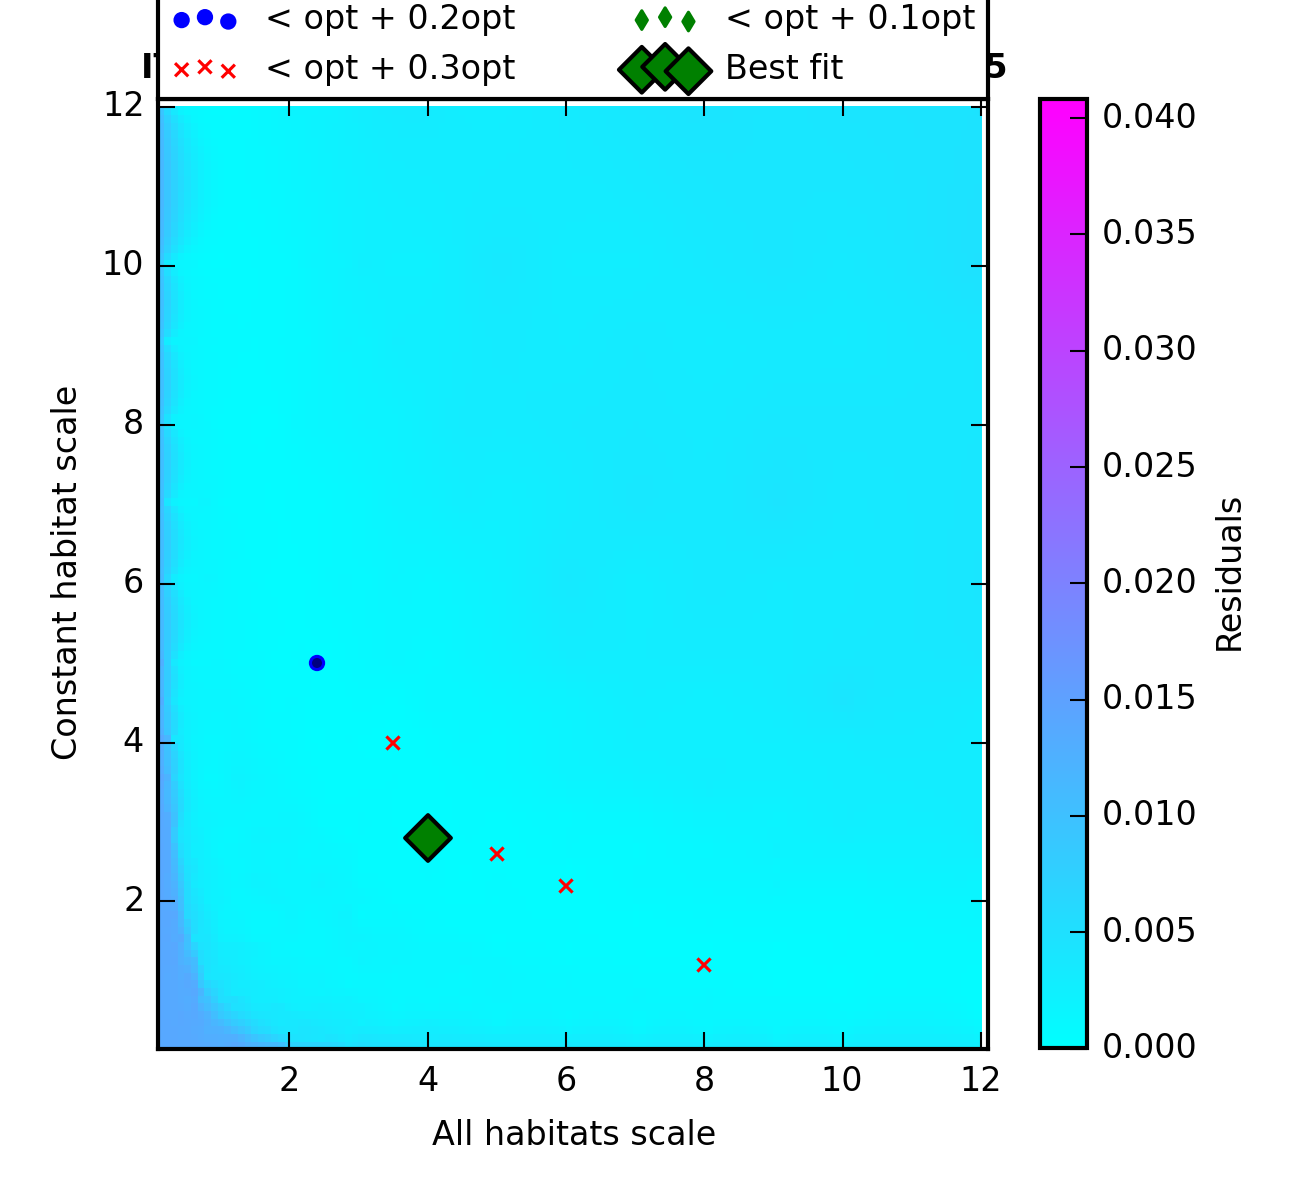 < opt + 0.2opt < opt + 0.1opt
< opt + 0.3opt Best fit
5
12
10
8
6
4
2
Constant habitat scale
2 4 6 8 10 12
All habitats scale
0.040
0.035
0.030
0.025
0.020
0.015
0.010
0.005
0.000
Residuals